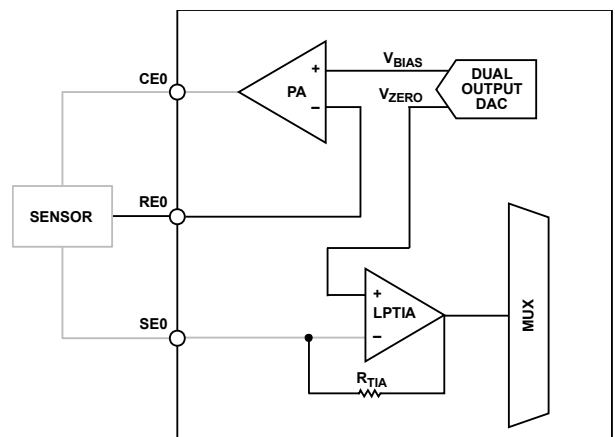 CE0
+
PA
−
V_BIAS
V_ZERO
DUAL
OUTPUT
DAC
SENSOR
RE0
+
LPTIA
−
SE0
R_TIA
MUX